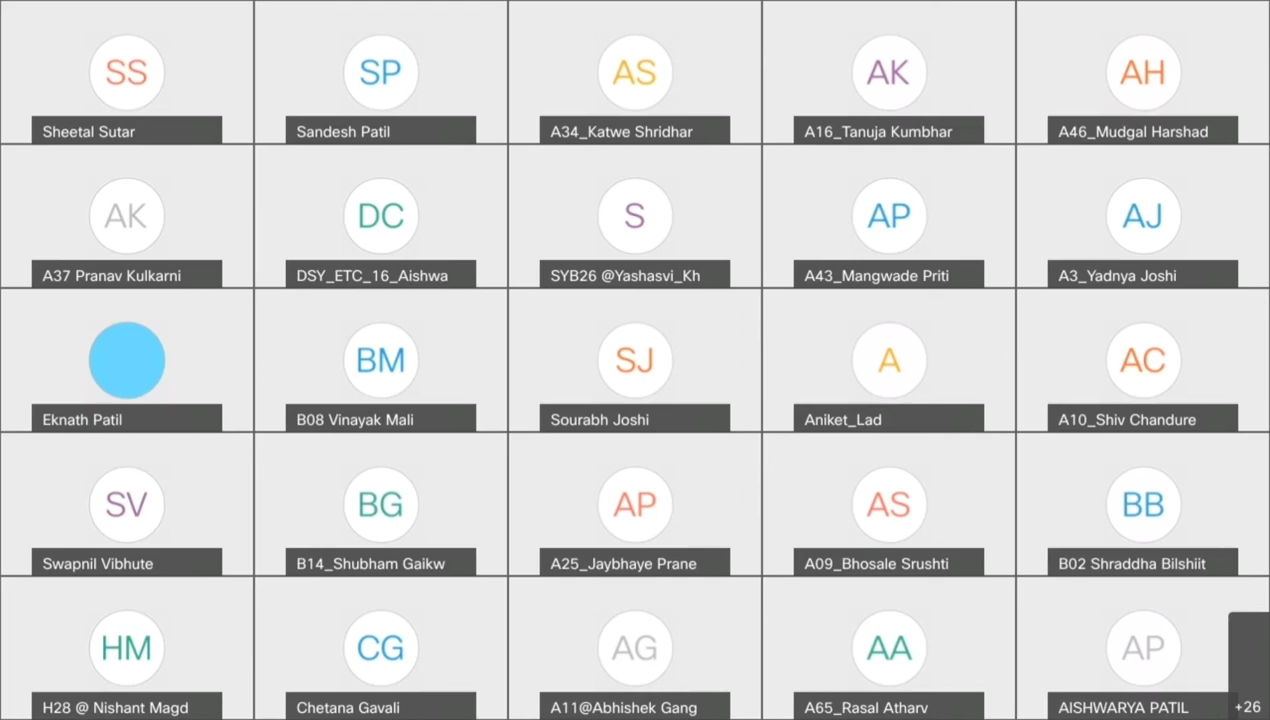 SS
SP
AS
AK
AH
Sheetal Sutar
Sandesh Patil
A34_Katwe Shridhar
A16_Tanuja Kumbhar
A46_Mudgal Harshad
AK
DC
S
AP
AJ
A37 Pranav Kulkarni
DSY_ETC_16_Aishwa
SYB26 @Yashasvi_Kh
A43_Mangwade Priti
A3_Yadnya Joshi
BM
SJ
A
AC
Eknath Patil
B08 Vinayak Mali
Sourabh Joshi
Aniket_Lad
A10_Shiv Chandure
SV
BG
AP
AS
BB
Swapnil Vibhute
B14_Shubham Gaikw
A25_Jaybhaye Prane
A09_Bhosale Srushti
B02 Shraddha Bilshiit
HM
CG
AG
AA
AP
H28 @ Nishant Magd
Chetana Gavali
A11@Abhishek Gang
A65_Rasal Atharv
AISHWARYA PATIL
+26